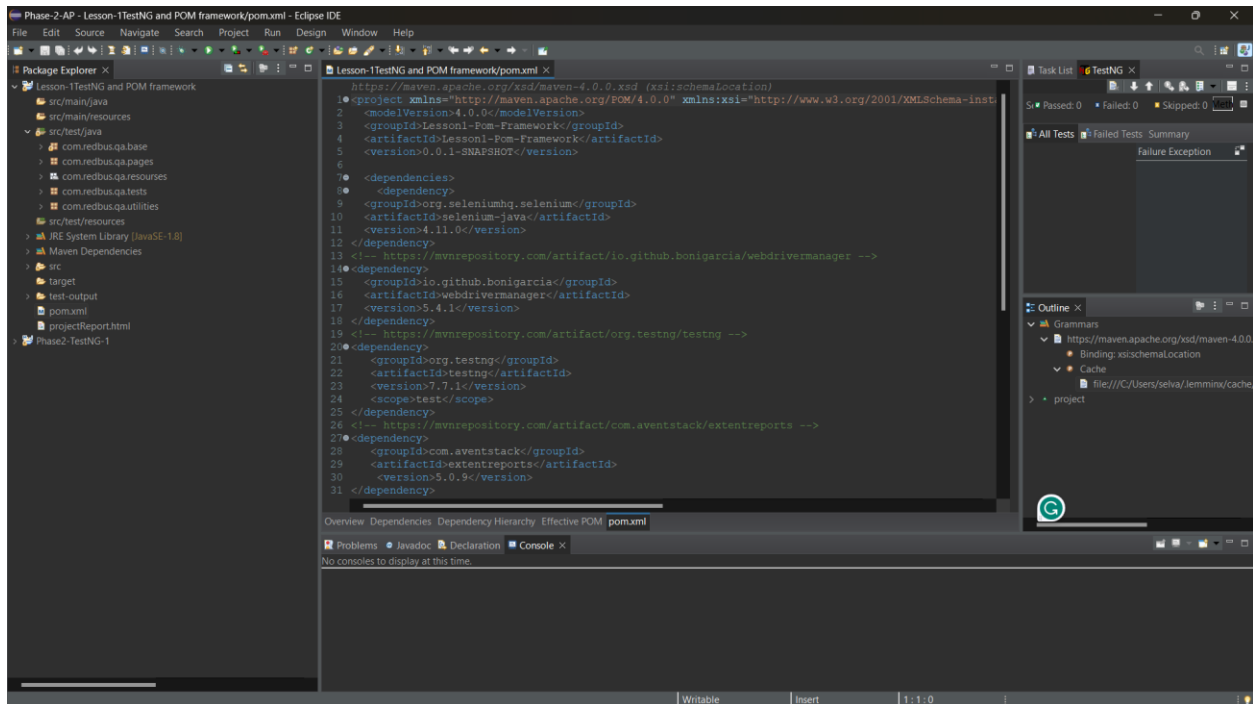 Phase-2-AP - Lesson-1TestNG and POM framework/pom.xml - Eclipse IDE
File Edit Source Navigate Search Project Run Design Window Help
Package Explorer
Lesson-1TestNG and POM framework
src/main/java
src/main/resources
src/test/java
com.redbus.qa.base
com.redbus.qa.pages
com.redbus.qa.resourses
com.redbus.qa.tests
com.redbus.qa.utilities
src/test/resources
JRE System Library [JavaSE-1.8]
Maven Dependencies
src
target
test-output
pom.xml
projectReport.html
Phase2-TestNG-1
Lesson-1TestNG and POM framework/pom.xml
https://maven.apache.org/xsd/maven-4.0.0.xsd (xsi:schemaLocation)
1 <project xmlns="http://maven.apache.org/POM/4.0.0" xmlns:xsi="http://www.w3.org/2001/XMLSchema-inst
2 <modelVersion>4.0.0</modelVersion>
3 <groupId>Lesson1-Pom-Framework</groupId>
4 <artifactId>Lesson1-Pom-Framework</artifactId>
5 <version>0.0.1-SNAPSHOT</version>
6
7 <dependencies>
8 <dependency>
9 <groupId>org.seleniumhq.selenium</groupId>
10 <artifactId>selenium-java</artifactId>
11 <version>4.11.0</version>
12 </dependency>
13 <!-- https://mvnrepository.com/artifact/io.github.bonigarcia/webdrivermanager -->
14 <dependency>
15 <groupId>io.github.bonigarcia</groupId>
16 <artifactId>webdrivermanager</artifactId>
17 <version>5.4.1</version>
18 </dependency>
19 <!-- https://mvnrepository.com/artifact/org.testng/testng -->
20 <dependency>
21 <groupId>org.testng</groupId>
22 <artifactId>testng</artifactId>
23 <version>7.7.1</version>
24 <scope>test</scope>
25 </dependency>
26 <!-- https://mvnrepository.com/artifact/com.aventstack/extentreports -->
27 <dependency>
28 <groupId>com.aventstack</groupId>
29 <artifactId>extentreports</artifactId>
30 <version>5.0.9</version>
31 </dependency>
Overview Dependencies Dependency Hierarchy Effective POM pom.xml
Problems Javadoc Declaration Console
No consoles to display at this time.
Task List TestNG
Passed: 0 Failed: 0 Skipped: 0
All Tests Failed Tests Summary
Failure Exception
Outline
Grammars
https://maven.apache.org/xsd/maven-4.0.0.
Binding: xsi:schemaLocation
Cache
file:///C:/Users/selva/.lemminx/cache/
project
Writable Insert 1 : 1 : 0